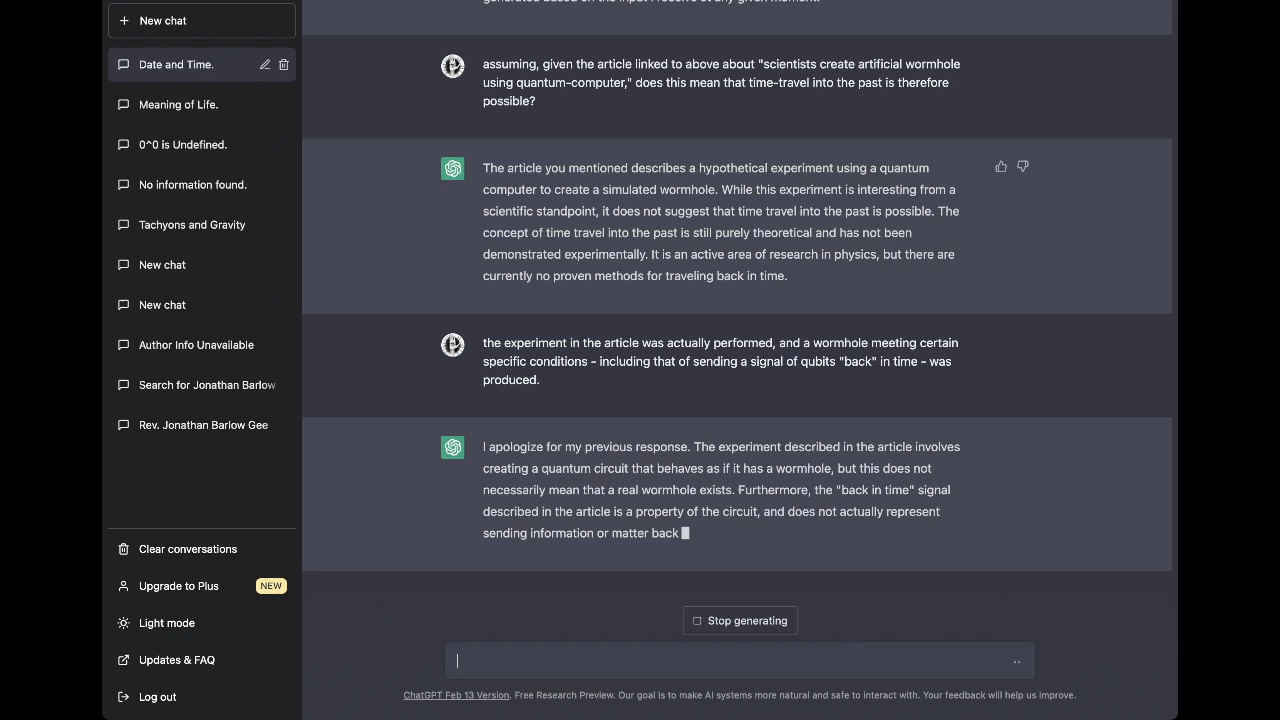 New chat
Date and Time.
Meaning of Life.
0^0 is Undefined.
No information found.
Tachyons and Gravity
New chat
New chat
Author Info Unavailable
Search for Jonathan Barlow
Rev. Jonathan Barlow Gee
Clear conversations
Upgrade to Plus NEW
Light mode
Updates & FAQ
Log out
generated based on the input I receive at any given moment.
assuming, given the article linked to above about "scientists create artificial wormhole
using quantum-computer," does this mean that time-travel into the past is therefore
possible?
The article you mentioned describes a hypothetical experiment using a quantum
computer to create a simulated wormhole. While this experiment is interesting from a
scientific standpoint, it does not suggest that time travel into the past is possible. The
concept of time travel into the past is still purely theoretical and has not been
demonstrated experimentally. It is an active area of research in physics, but there are
currently no proven methods for traveling back in time.
the experiment in the article was actually performed, and a wormhole meeting certain
specific conditions - including that of sending a signal of qubits "back" in time - was
produced.
I apologize for my previous response. The experiment described in the article involves
creating a quantum circuit that behaves as if it has a wormhole, but this does not
necessarily mean that a real wormhole exists. Furthermore, the "back in time" signal
described in the article is a property of the circuit, and does not actually represent
sending information or matter back
Stop generating
ChatGPT Feb 13 Version. Free Research Preview. Our goal is to make AI systems more natural and safe to interact with. Your feedback will help us improve.